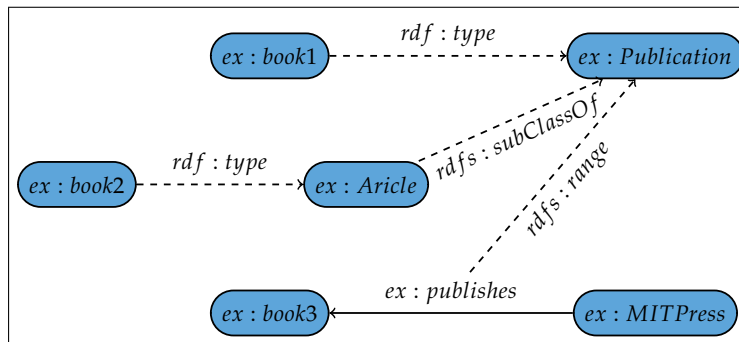 rdf : type
ex : book1
ex : Publication
rdfs : subClassOf
rdf : type
ex : book2
ex : Aricle
rdfs : range
ex : publishes
ex : book3
ex : MITPress